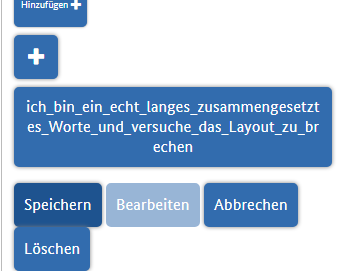 Hinzufügen
ich_bin_ein_echt_langes_zusammengesetzt
es_Worte_und_versuche_das_Layout_zu_br
echen
Speichern Bearbeiten Abbrechen
Löschen